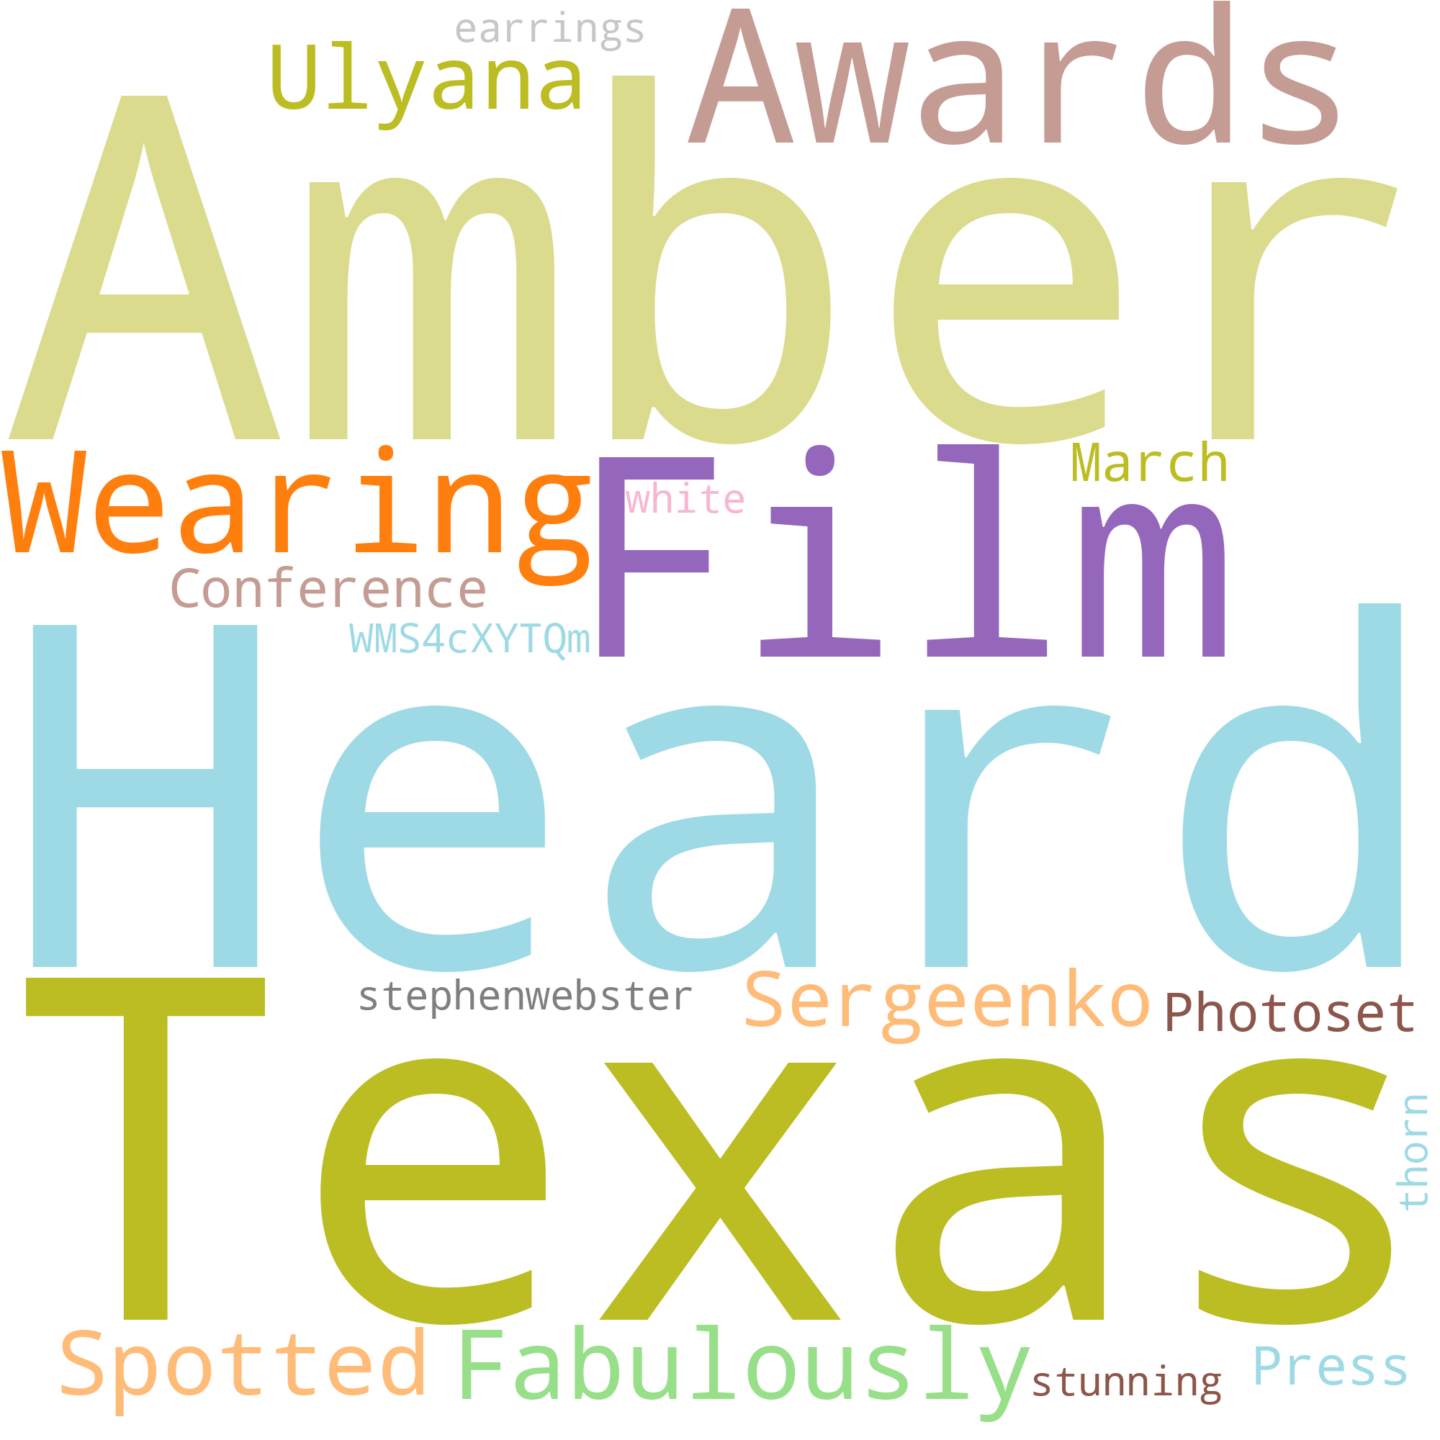 earrings
Ulyana
Awards
Amber
Wearing
Film
March
white
Conference
WMS4cXYTQm
Heard
stephenwebster
Sergeenko
Photoset
Texas
thorn
Spotted
Fabulously
stunning
Press